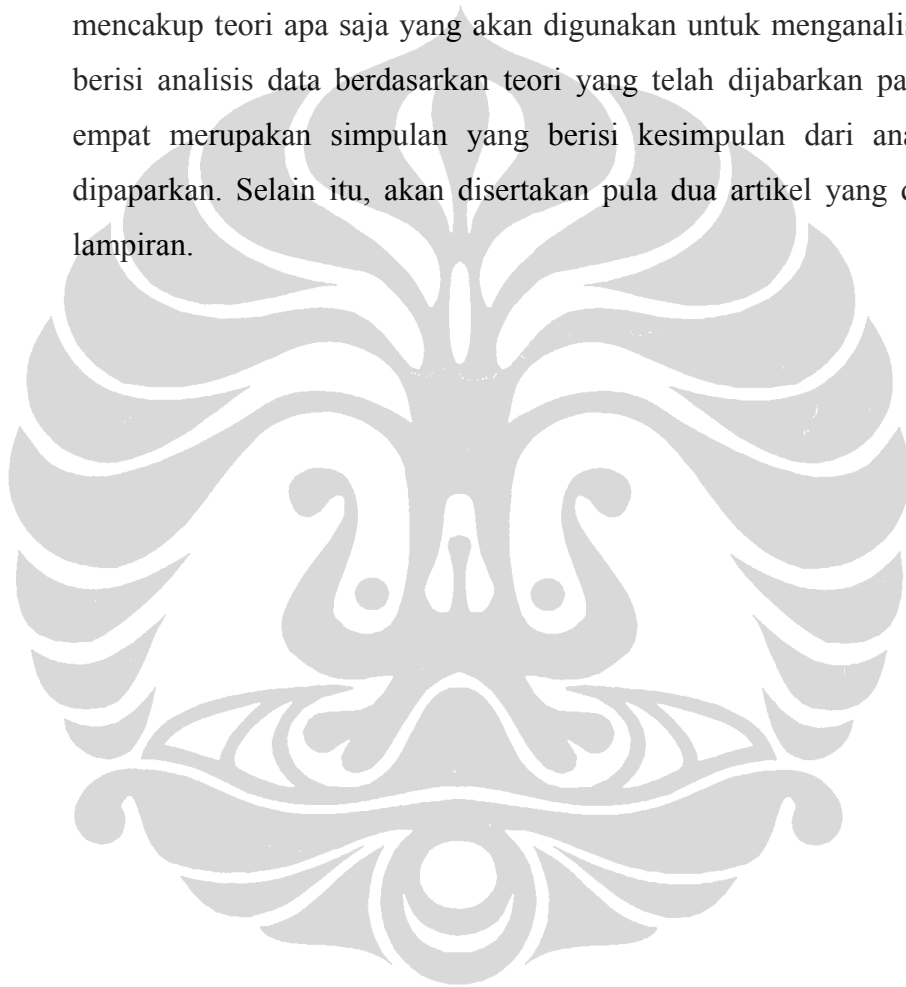 mencakup teori apa saja yang akan digunakan untuk
berisi analisis data berdasarkan teori yang telah dijabarkan
empat merupakan simpulan yang berisi kesimpulan dari
dipaparkan. Selain itu, akan disertakan pula dua artikel yang
lampiran.